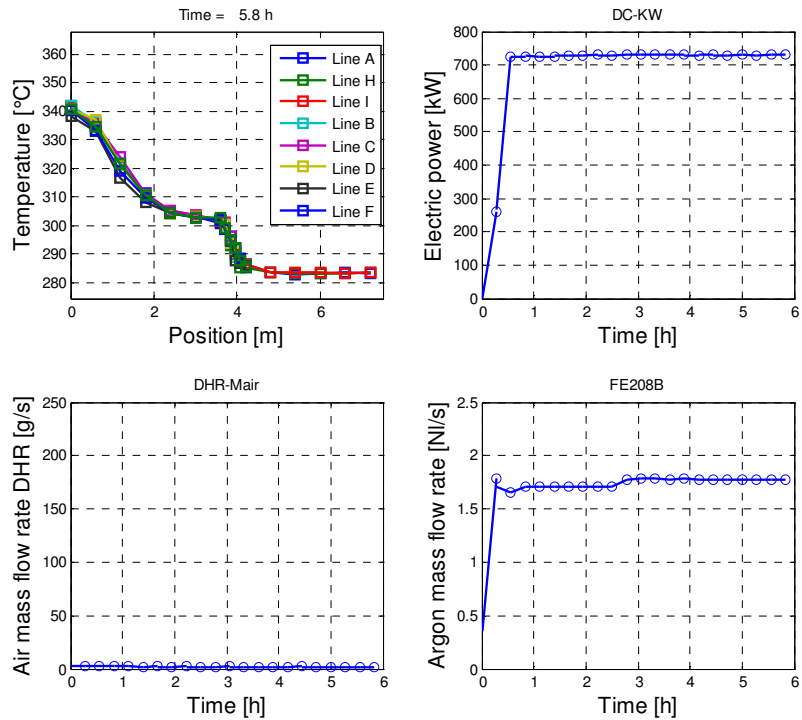 Time = 5.8 h
Temperature [°C]
360
350
340
330
320
310
300
290
280
0
2
4
6
Position [m]
Line A
Line H
Line I
Line B
Line C
Line D
Line E
Line F
DC-KW
Electric power [kW]
800
700
600
500
400
300
200
100
0
0
1
2
3
4
5
6
Time [h]
DHR-Mair
Air mass flow rate DHR [g/s]
250
200
150
100
50
0
0
1
2
3
4
5
6
Time [h]
FE208B
Argon mass flow rate [Nl/s]
2.5
2
1.5
1
0.5
0
0
1
2
3
4
5
6
Time [h]